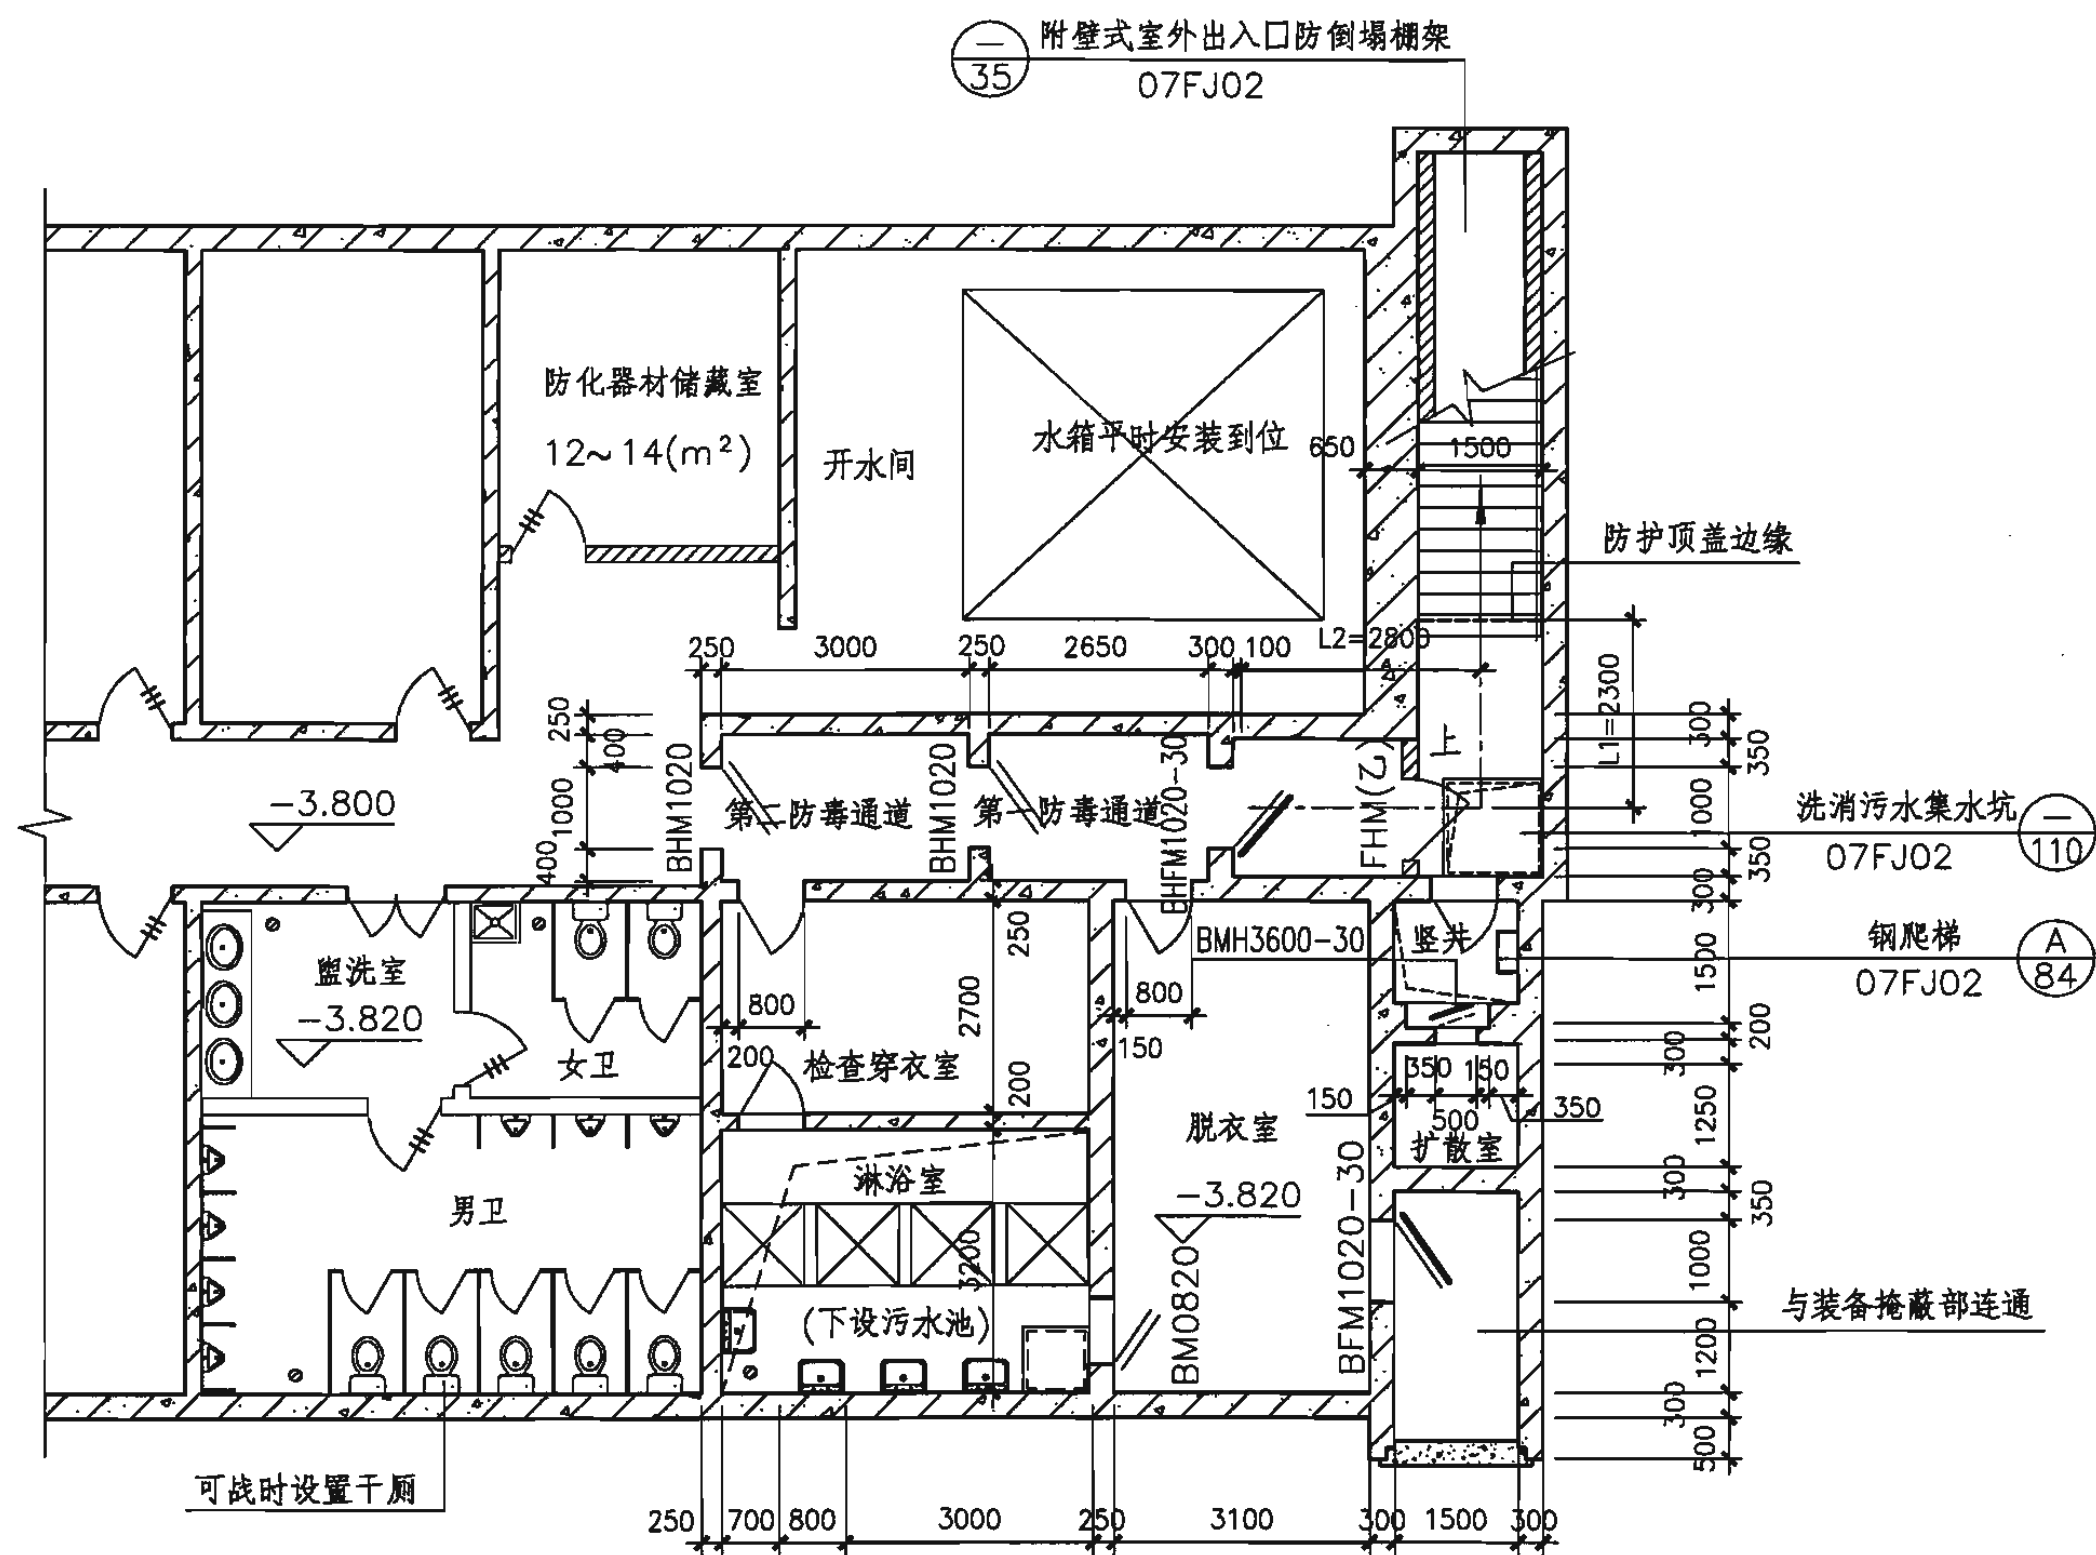 一
35
附壁式室外出入口防倒塌棚架
07FJ02
防化器材储藏室
12~14(m²)
开水间
水箱平时安装到位
650
1500
防护顶盖边缘
250
3000
250
2650
300
100
L2=2800
L1=2300
250
400
1000
400
BHM1020
第二防毒通道
BHM1020
第一防毒通道
BHFM1020-30
FHM(乙)
上
-3.800
300
350
1000
350
300
洗消污水集水坑
07FJ02
一
110
钢爬梯
07FJ02
A
84
盥洗室
-3.820
女卫
男卫
800
200
检查穿衣室
250
2700
200
BMH3600-30
竖井
800
150
脱衣室
-3.820
150
350
150
500
350
扩散室
1500
200
300
1250
300
350
1000
1200
300
500
淋浴室
3200
(下设污水池)
BM0820
BFM1020-30
与装备掩蔽部连通
可战时设置干厕
250
700
800
3000
250
3100
300
1500
300